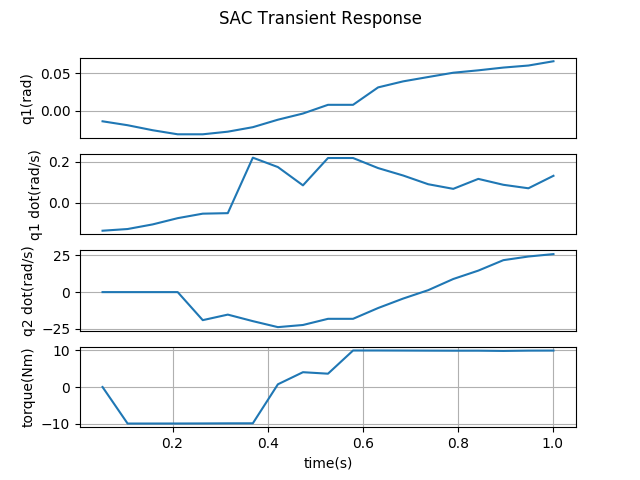 SAC Transient Response
0.05
0.00
q1(rad)
0.2
0.0
q1 dot(rad/s)
25
0
−25
q2 dot(rad/s)
10
0
−10
torque(Nm)
0.2 0.4 0.6 0.8 1.0
time(s)